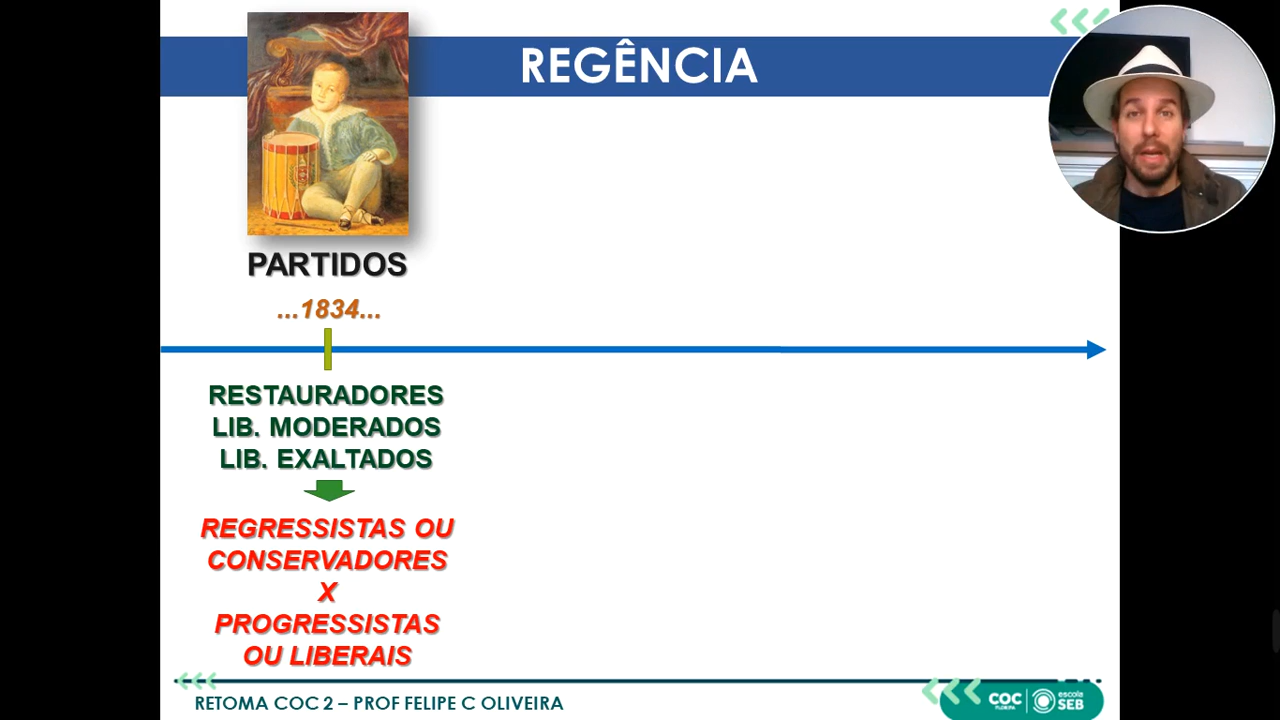 REGÊNCIA
PARTIDOS
...1834...
RESTAURADORES
LIB. MODERADOS
LIB. EXALTADOS
REGRESSISTAS OU
CONSERVADORES
X
PROGRESSISTAS
OU LIBERAIS
RETOMA COC 2 – PROF FELIPE C OLIVEIRA
COC
FLORIPA
escola
SEB